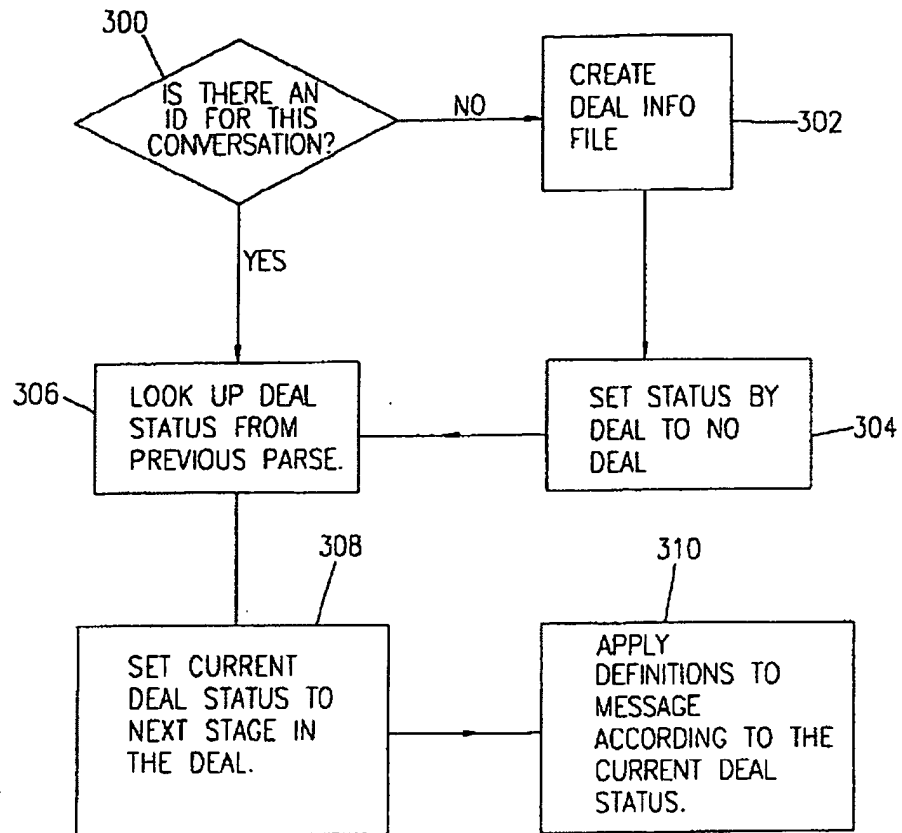 300
IS THERE AN
ID FOR THIS
CONVERSATION?
NO
CREATE
DEAL INFO
FILE
302
YES
306
LOOK UP DEAL
STATUS FROM
PREVIOUS PARSE.
SET STATUS BY
DEAL TO NO
DEAL
304
308
SET CURRENT
DEAL STATUS TO
NEXT STAGE IN
THE DEAL.
310
APPLY
DEFINITIONS TO
MESSAGE
ACCORDING TO THE
CURRENT DEAL
STATUS.